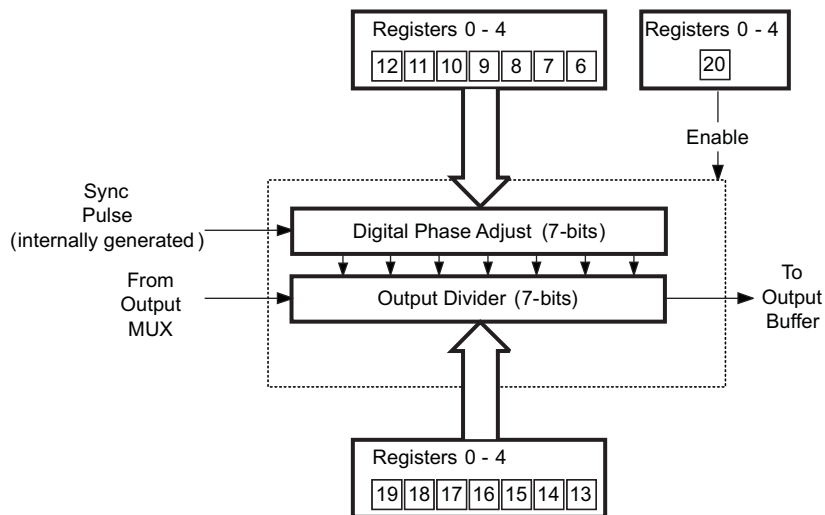 Registers 0 - 4
12 11 10 9 8 7 6
Registers 0 - 4
20
Enable
Sync
Pulse
(internally generated)
Digital Phase Adjust (7-bits)
From
Output
MUX
Output Divider (7-bits)
To
Output
Buffer
Registers 0 - 4
19 18 17 16 15 14 13